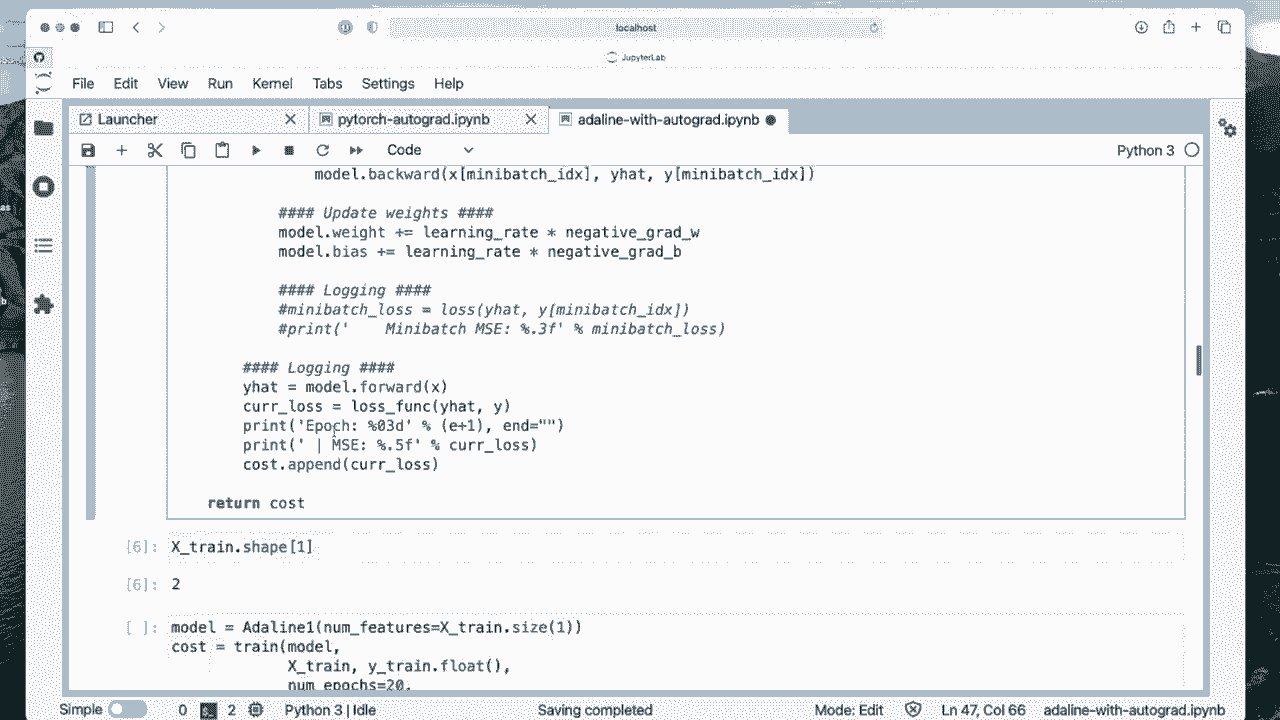 localhost
JupyterLab
File Edit View Run Kernel Tabs Settings Help
Launcher pytorch-autograd.ipynb adaline-with-autograd.ipynb
Code Python 3
model.backward(x[minibatch_idx], yhat, y[minibatch_idx])
#### Update weights ####
model.weight += learning_rate * negative_grad_w
model.bias += learning_rate * negative_grad_b
#### Logging ####
#minibatch_loss = loss(yhat, y[minibatch_idx])
#print('    Minibatch MSE: %.3f' % minibatch_loss)
#### Logging ####
yhat = model.forward(x)
curr_loss = loss_func(yhat, y)
print('Epoch: %03d' % (e+1), end="")
print(' | MSE: %.5f' % curr_loss)
cost.append(curr_loss)
return cost
[6]: X_train.shape[1]
[6]: 2
[ ]: model = Adaline1(num_features=X_train.size(1))
cost = train(model,
X_train, y_train.float(),
num_epochs=20,
Simple 0 2 Python 3 | Idle Saving completed Mode: Edit Ln 47, Col 66 adaline-with-autograd.ipynb